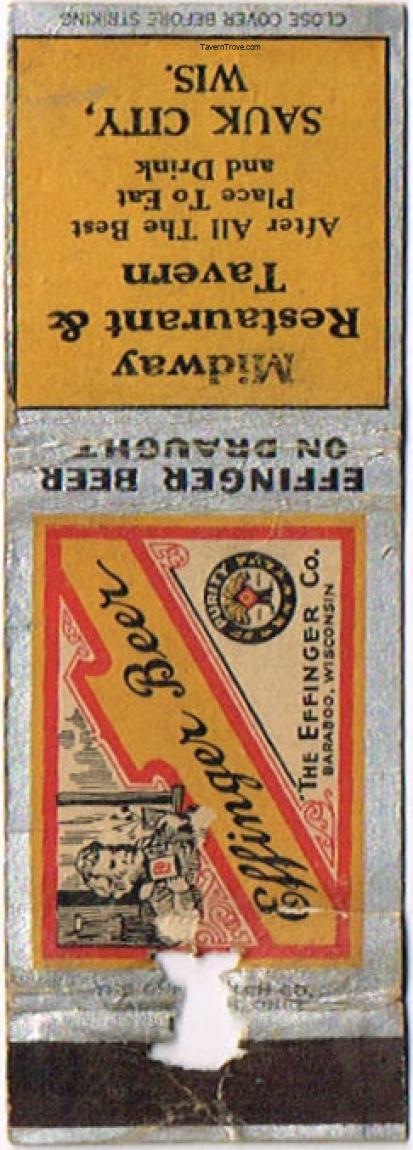 TavernTrove.com
CLOSE COVER BEFORE STRIKING
Midway
Restaurant &
Tavern
After All The Best
Place To Eat
and Drink
SAUK CITY,
WIS.
EFFINGER BEER
ON DRAUGHT
Effinger Beer
PURITY
THE EFFINGER CO.
BARABOO, WISCONSIN